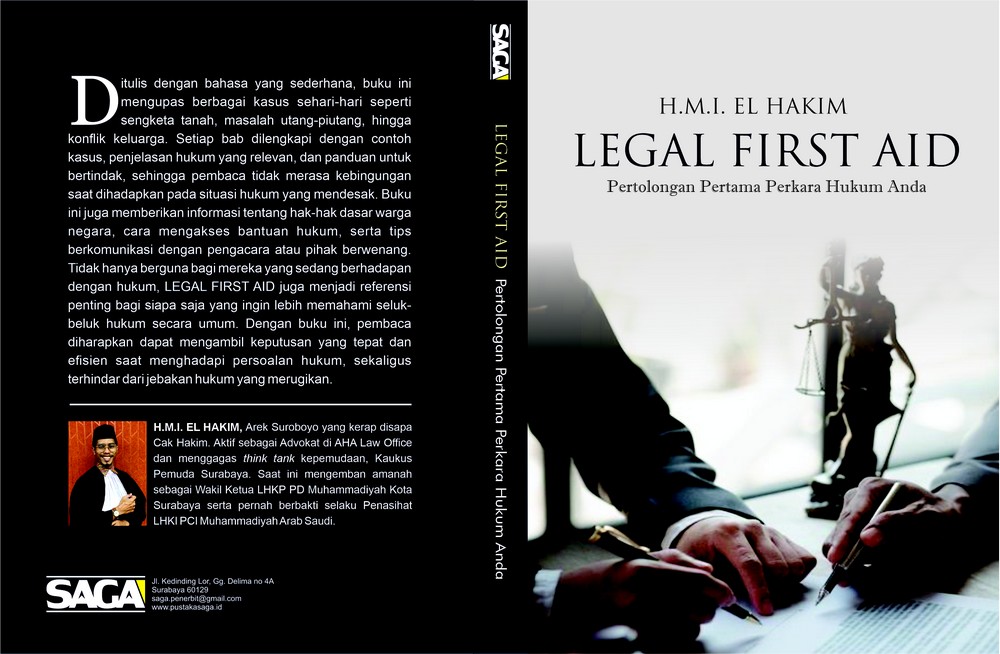 Ditulis dengan bahasa yang sederhana, buku ini
mengupas berbagai kasus sehari-hari seperti
sengketa tanah, masalah utang-piutang, hingga
konflik keluarga. Setiap bab dilengkapi dengan contoh
kasus, penjelasan hukum yang relevan, dan panduan untuk
bertindak, sehingga pembaca tidak merasa kebingungan
saat dihadapkan pada situasi hukum yang mendesak. Buku
ini juga memberikan informasi tentang hak-hak dasar warga
negara, cara mengakses bantuan hukum, serta tips
berkomunikasi dengan pengacara atau pihak berwenang.
Tidak hanya berguna bagi mereka yang sedang berhadapan
dengan hukum, LEGAL FIRST AID juga menjadi referensi
penting bagi siapa saja yang ingin lebih memahami seluk-
beluk hukum secara umum. Dengan buku ini, pembaca
diharapkan dapat mengambil keputusan yang tepat dan
efisien saat menghadapi persoalan hukum, sekaligus
terhindar dari jebakan hukum yang merugikan.
H.M.I. EL HAKIM, Arek Suroboyo yang kerap disapa
Cak Hakim. Aktif sebagai Advokat di AHA Law Office
dan menggagas think tank kepemudaan, Kaukus
Pemuda Surabaya. Saat ini mengemban amanah
sebagai Wakil Ketua LHKP PD Muhammadiyah Kota
Surabaya serta pernah berbakti selaku Penasihat
LHKI PCI Muhammadiyah Arab Saudi.
SAGA
Jl. Kedinding Lor, Gg. Delima no 4A
Surabaya 60129
saga.penerbit@gmail.com
www.pustakasaga.id
SAGA
LEGAL FIRST AID Pertolongan Pertama Perkara Hukum Anda
H.M.I. EL HAKIM
LEGAL FIRST AID
Pertolongan Pertama Perkara Hukum Anda